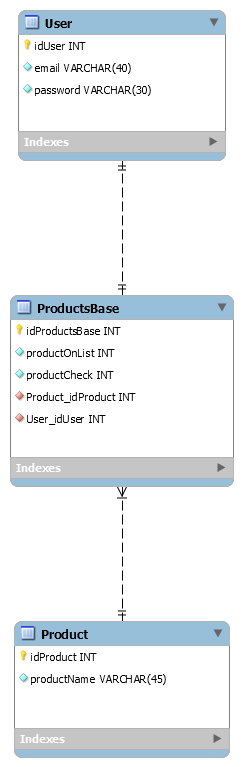 User
idUser INT
email VARCHAR(40)
password VARCHAR(30)
Indexes
ProductsBase
idProductsBase INT
productOnList INT
productCheck INT
Product_idProduct INT
User_idUser INT
Indexes
Product
idProduct INT
productName VARCHAR(45)
Indexes